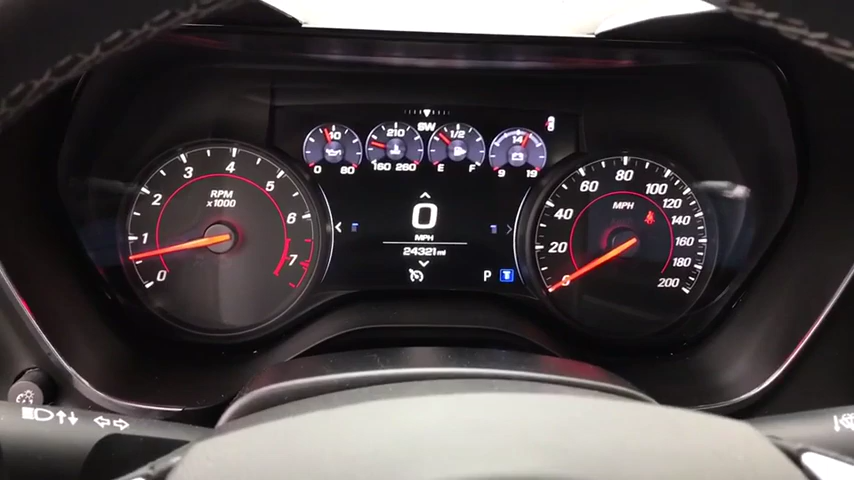 SW
40 210 1/2 14
0 80 160 260 E F 9 19
RPM
x1000
0 1 2 3 4 5 6 7
0
MPH
24321 mi
P T
MPH
0 20 40 60 80 100 120 140 160 180 200